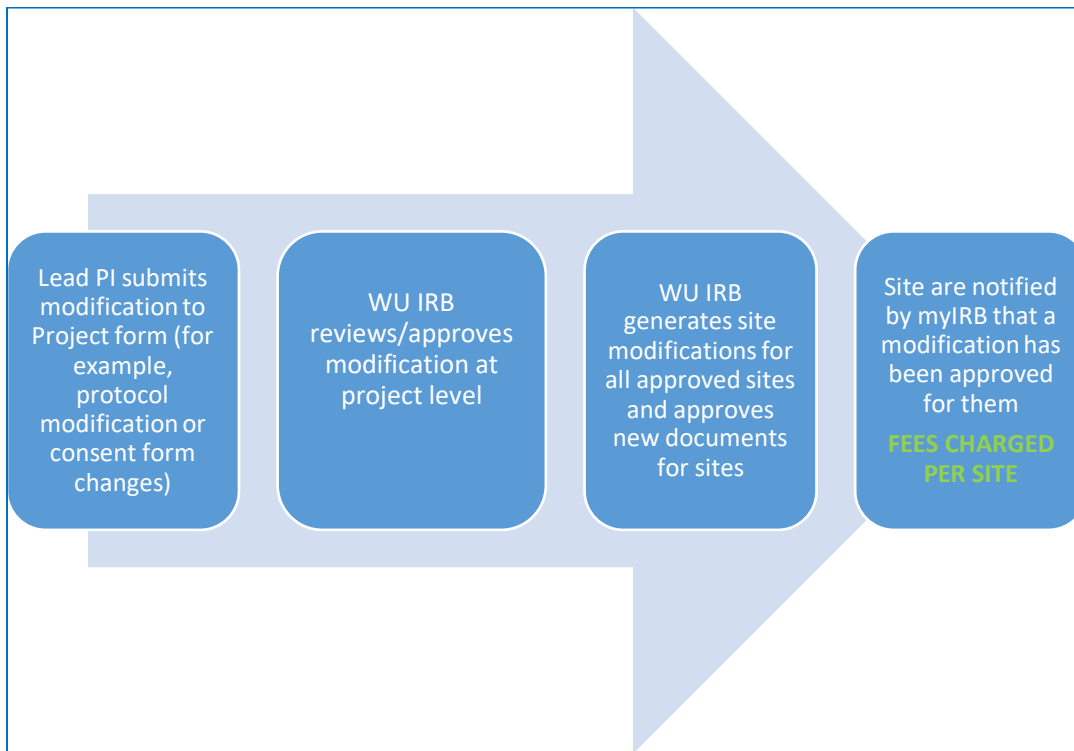 Lead PI submits
modification to
Project form (for
example,
protocol
modification or
consent form
changes)
WU IRB
reviews/approves
modification at
project level
WU IRB
generates site
modifications for
all approved sites
and approves
new documents
for sites
Site are notified
by myIRB that a
modification has
been approved
for them
FEES CHARGED
PER SITE